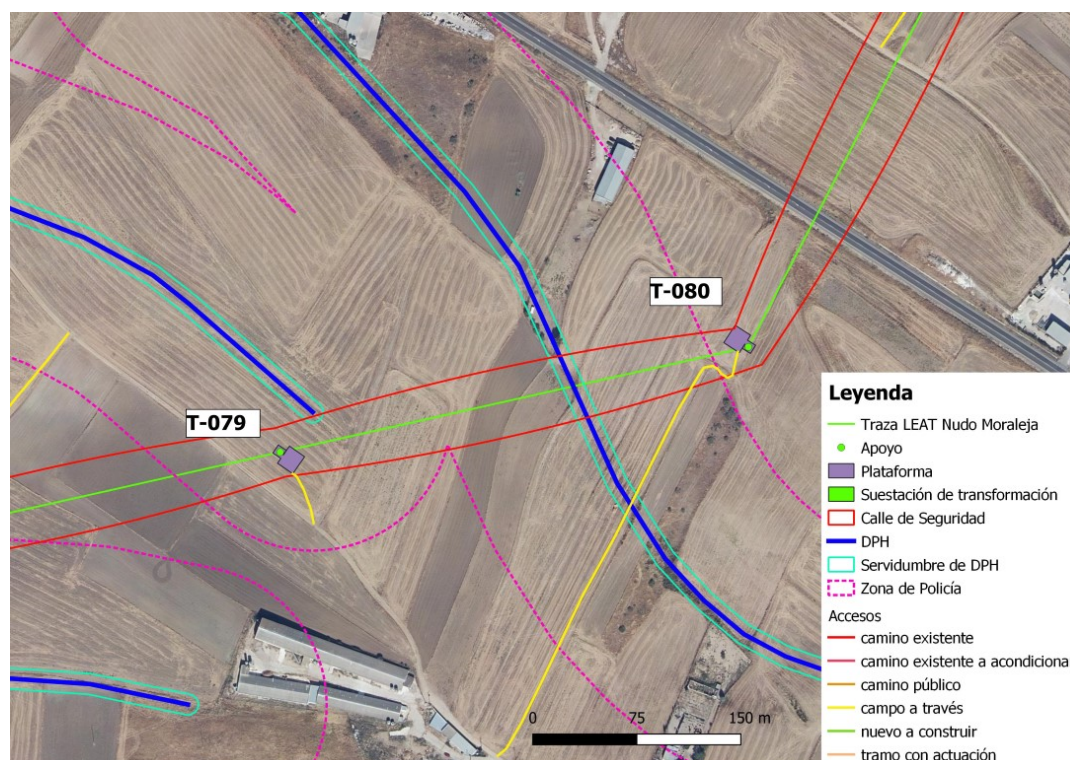 T-080
T-079
Leyenda
Traza LEAT Nudo Moraleja
Apoyo
Plataforma
Suestación de transformación
Calle de Seguridad
DPH
Servidumbre de DPH
Zona de Policía
Accesos
camino existente
camino existente a acondiciona
camino público
campo a través
nuevo a construir
tramo con actuación
0 75 150 m